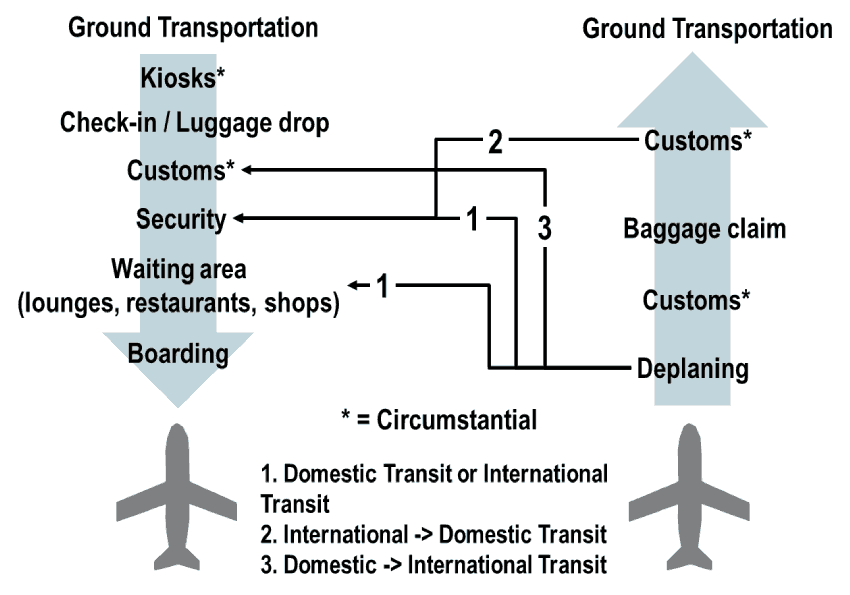 Ground Transportation
Kiosks*
Check-in / Luggage drop
Customs*
Security
Waiting area
(lounges, restaurants, shops)
Boarding
Ground Transportation
Customs*
Baggage claim
Customs*
Deplaning
2
1
3
1
* = Circumstantial
1. Domestic Transit or International
Transit
2. International -> Domestic Transit
3. Domestic -> International Transit